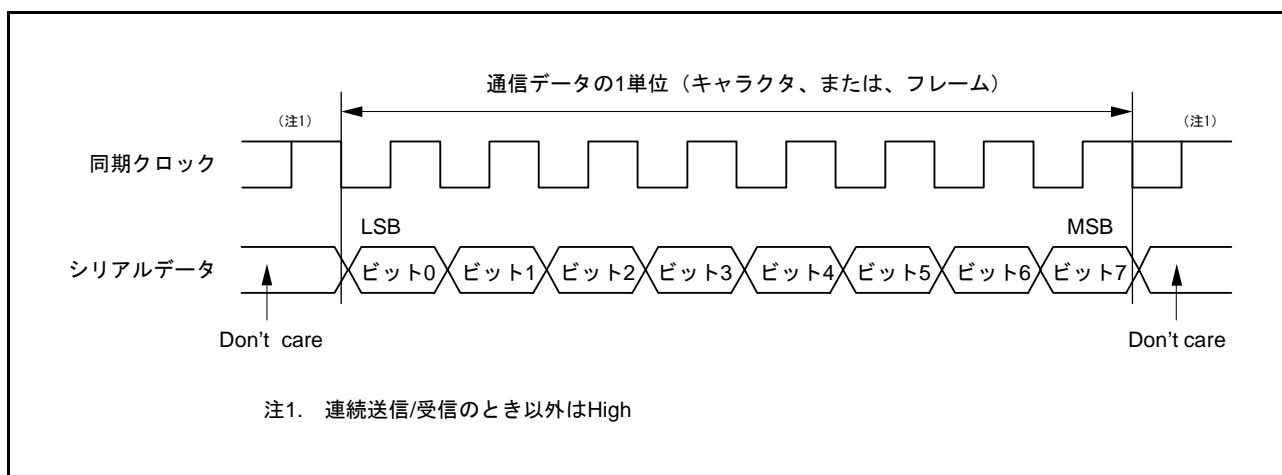 通信データの1単位（キャラクタ、または、フレーム）
（注1）
（注1）
同期クロック
LSB
MSB
シリアルデータ
ビット0
ビット1
ビット2
ビット3
ビット4
ビット5
ビット6
ビット7
Don't care
Don't care
注1. 連続送信/受信のとき以外はHigh